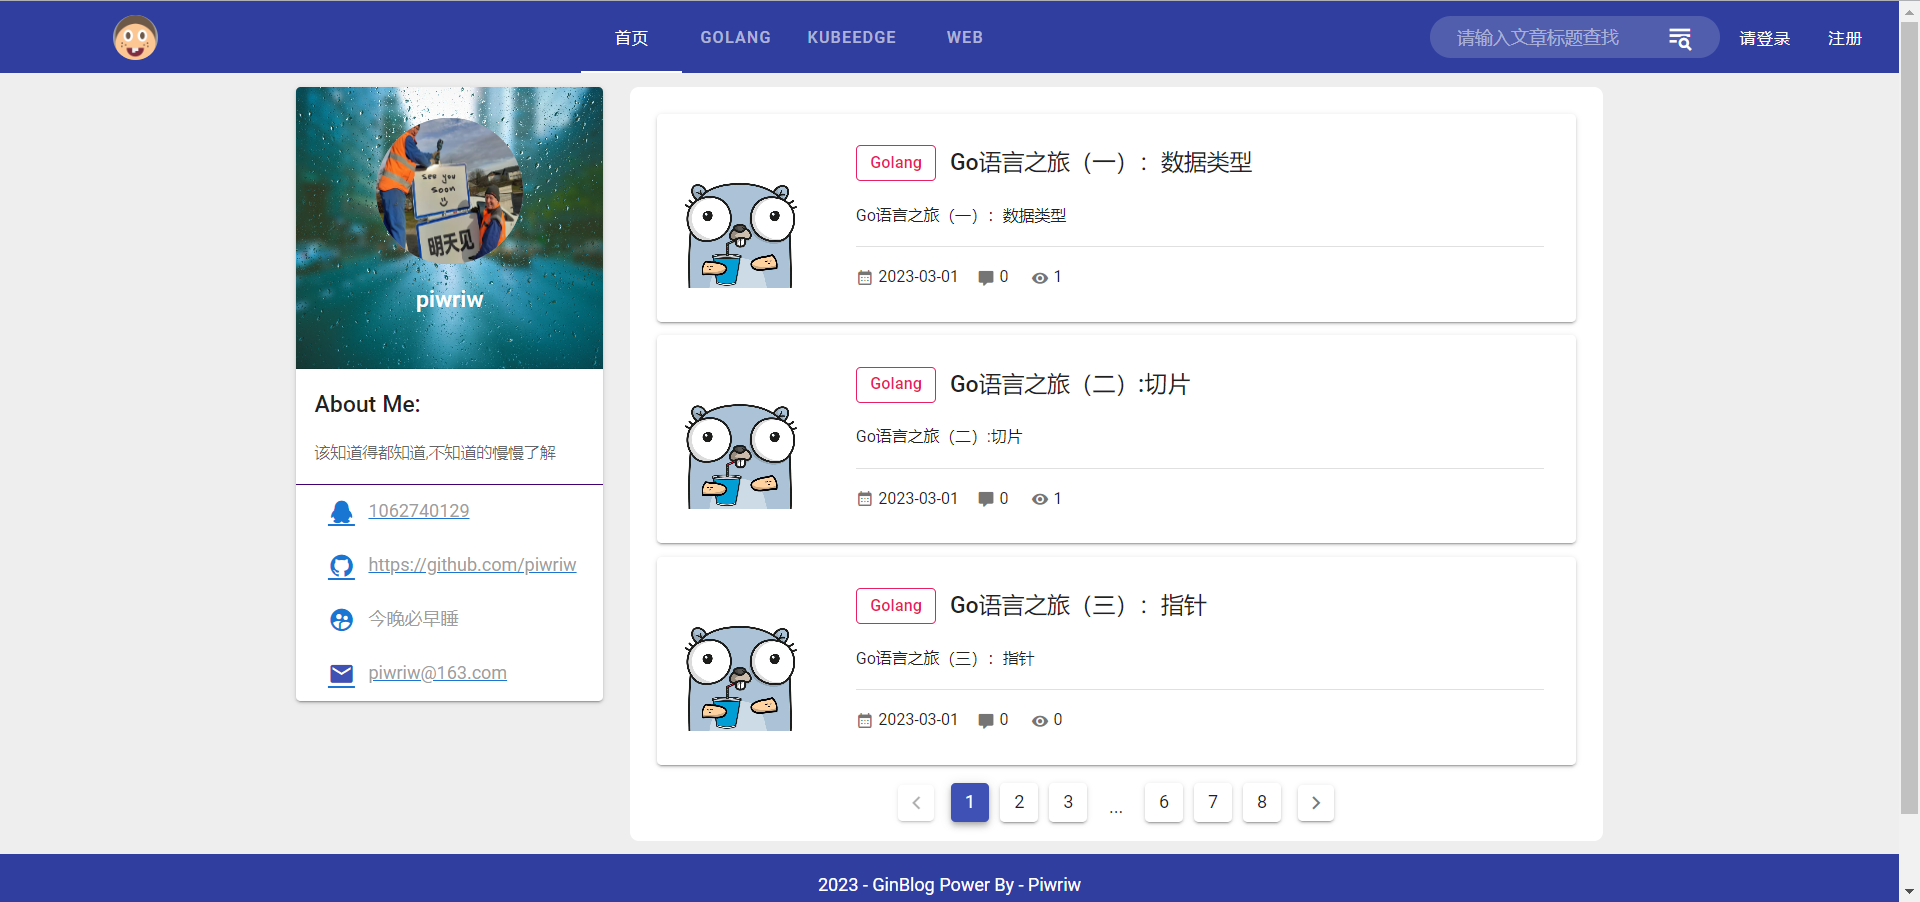 首页
GOLANG
KUBEEDGE
WEB
请输入文章标题查找
请登录
注册
see you
soon
明天见
piwriw
About Me:
该知道得都知道,不知道的慢慢了解
1062740129
https://github.com/piwriw
今晚必早睡
piwriw@163.com
Golang
Go语言之旅（一）：数据类型
Go语言之旅（一）：数据类型
2023-03-01 0 1
Golang
Go语言之旅（二）:切片
Go语言之旅（二）:切片
2023-03-01 0 1
Golang
Go语言之旅（三）：指针
Go语言之旅（三）：指针
2023-03-01 0 0
1 2 3 ... 6 7 8
2023 - GinBlog Power By - Piwriw